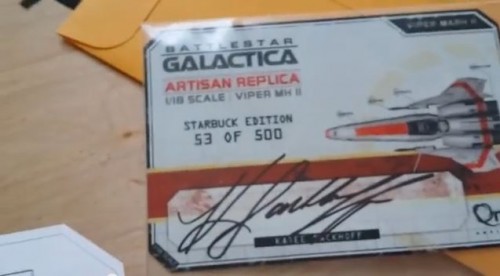 VIPER MARK II
BATTLESTAR
GALACTICA
ARTISAN REPLICA
1/18 SCALE | VIPER MK II
STARBUCK EDITION
53 OF 500
KATEE SACKHOFF